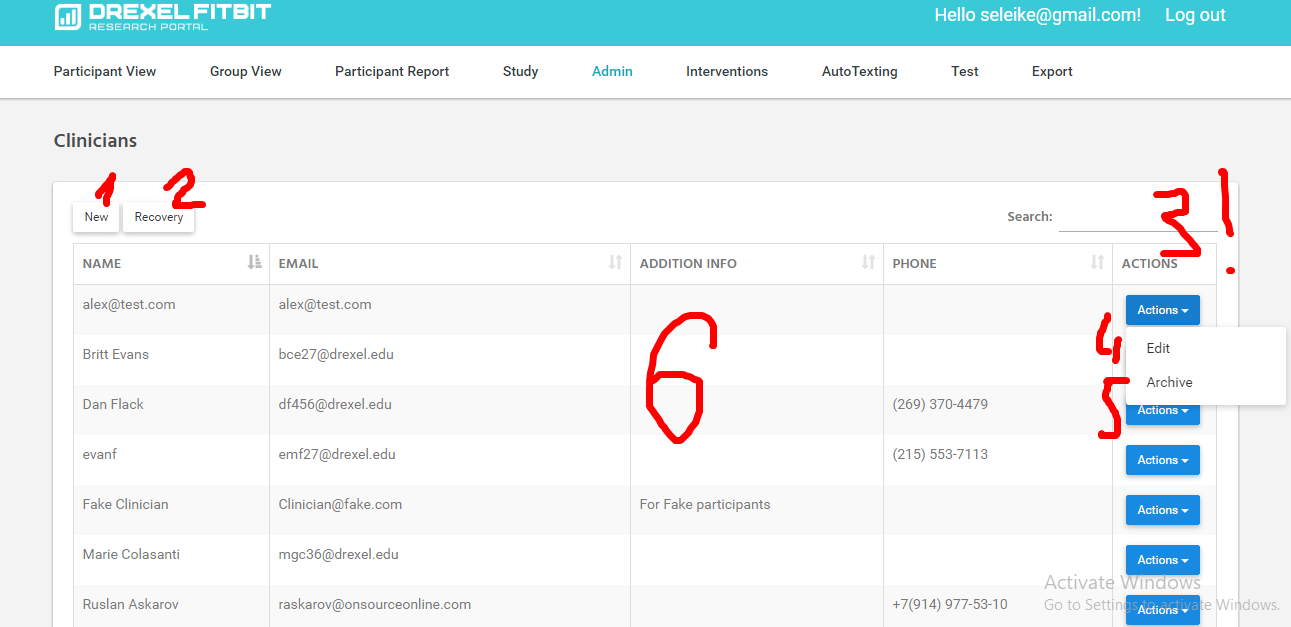 DREXEL FITBIT
RESEARCH PORTAL
Hello seleike@gmail.com! Log out
Participant View Group View Participant Report Study Admin Interventions AutoTexting Test Export
Clinicians
1 2 3!
New Recovery Search:
NAME EMAIL ADDITION INFO PHONE ACTIONS
alex@test.com alex@test.com Actions
6
4 Edit
Britt Evans bce27@drexel.edu
5 Archive
Dan Flack df456@drexel.edu (269) 370-4479 Actions
evanf emf27@drexel.edu (215) 553-7113 Actions
Fake Clinician Clinician@fake.com For Fake participants Actions
Marie Colasanti mgc36@drexel.edu Actions
Activate Windows
Ruslan Askarov raskarov@onsourceonline.com +7(914) 977-53-10 Actions
Go to Settings to activate Windows.